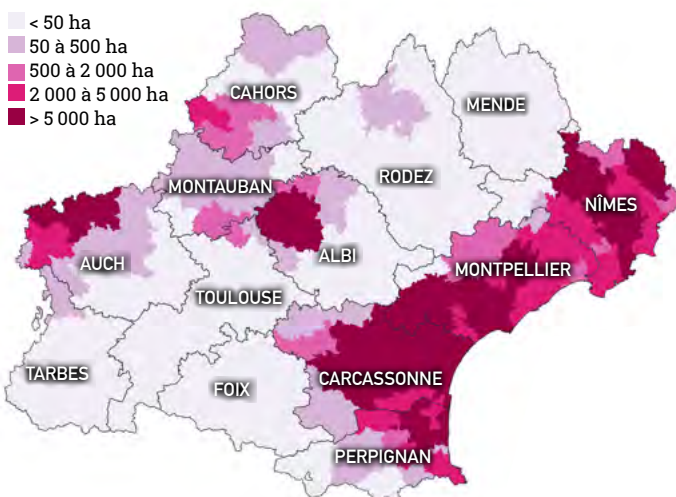 < 50 ha
50 à 500 ha
500 à 2 000 ha
2 000 à 5 000 ha
> 5 000 ha
CAHORS
MENDE
RODEZ
MONTAUBAN
NÎMES
ALBI
AUCH
MONTPELLIER
TOULOUSE
TARBES
FOIX
CARCASSONNE
PERPIGNAN